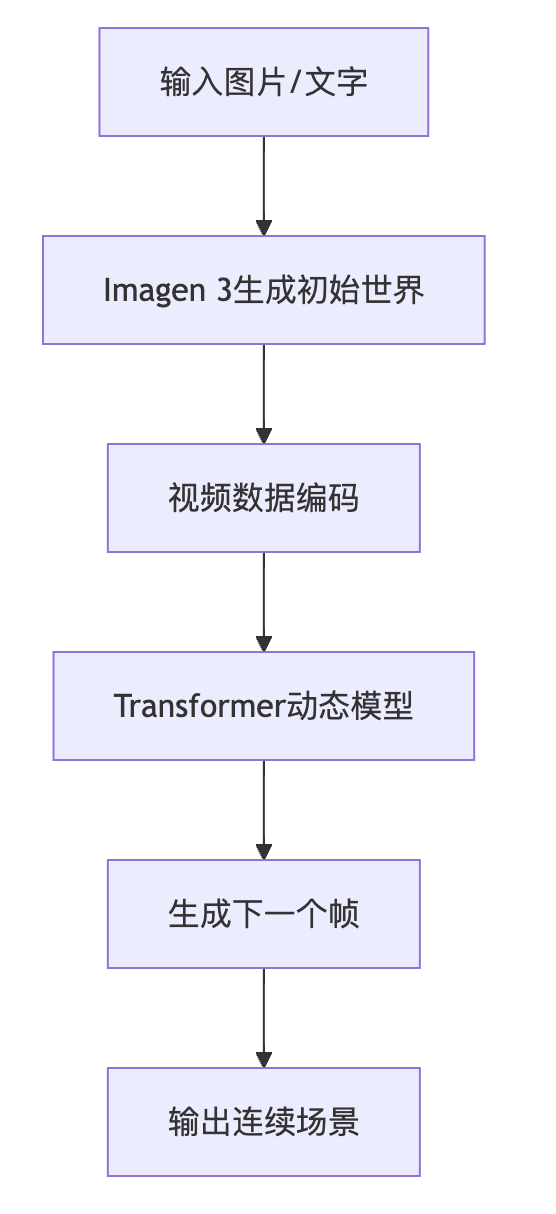 输入图片/文字
Imagen 3生成初始世界
视频数据编码
Transformer动态模型
生成下一个帧
输出连续场景